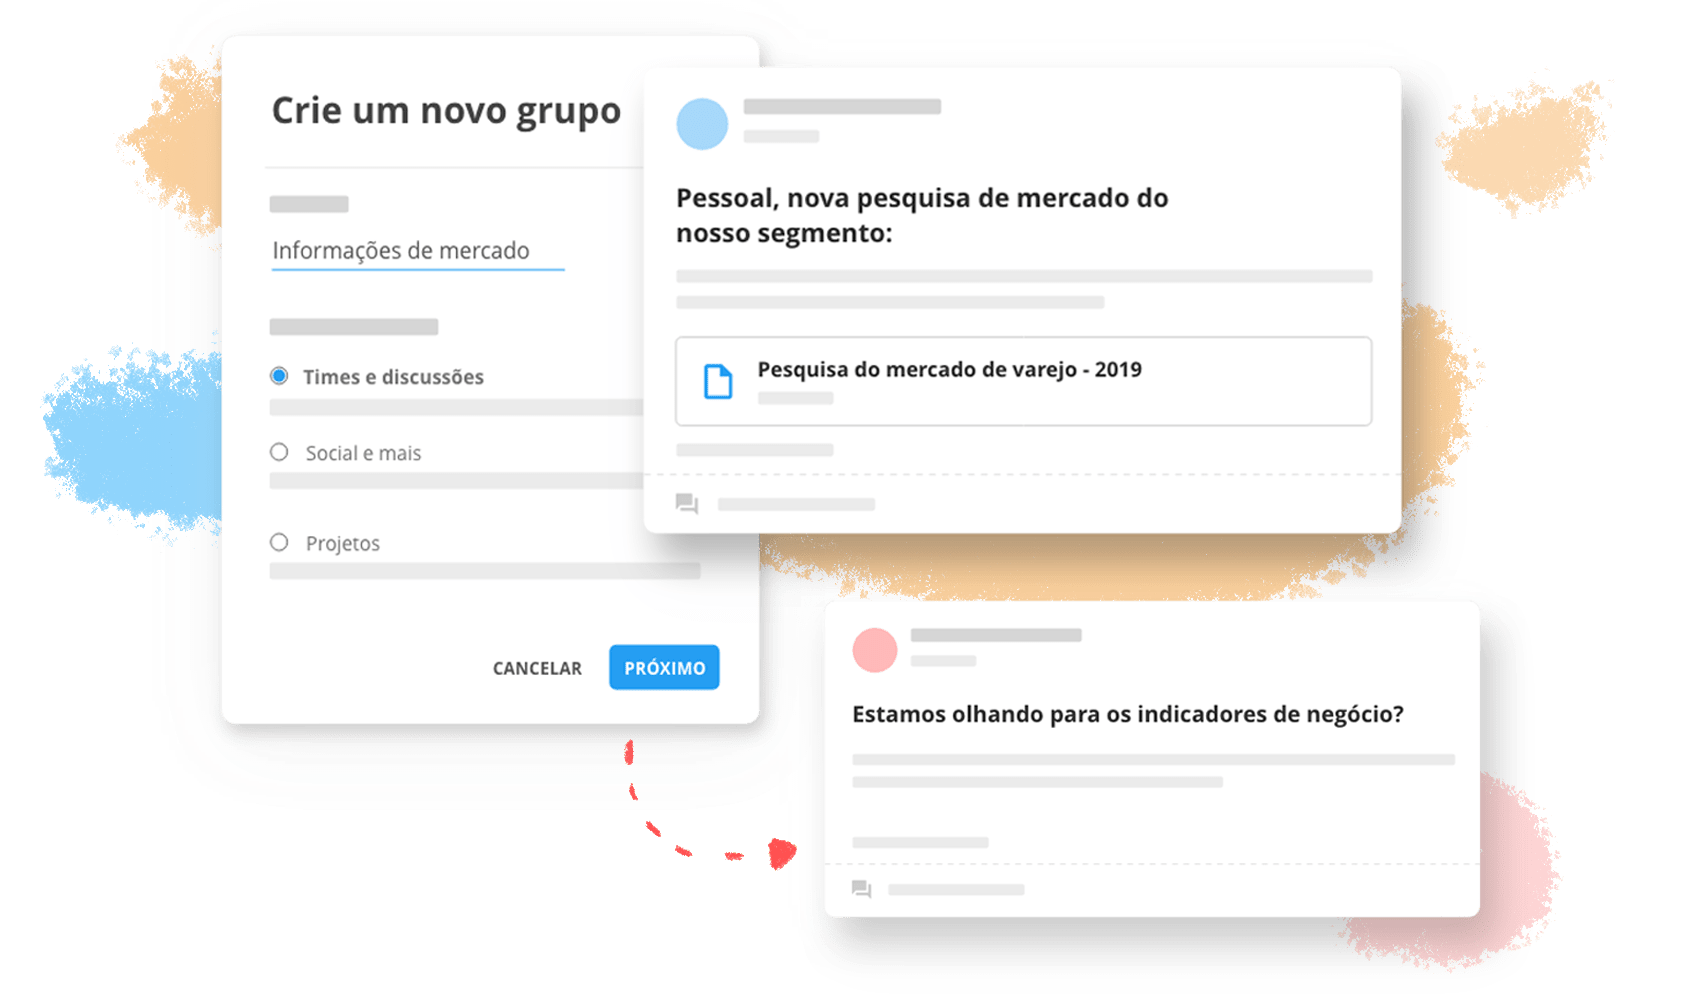 Crie um novo grupo
Informações de mercado
Times e discussões
Social e mais
Projetos
CANCELAR
PRÓXIMO
Pessoal, nova pesquisa de mercado do
nosso segmento:
Pesquisa do mercado de varejo - 2019
Estamos olhando para os indicadores de negócio?